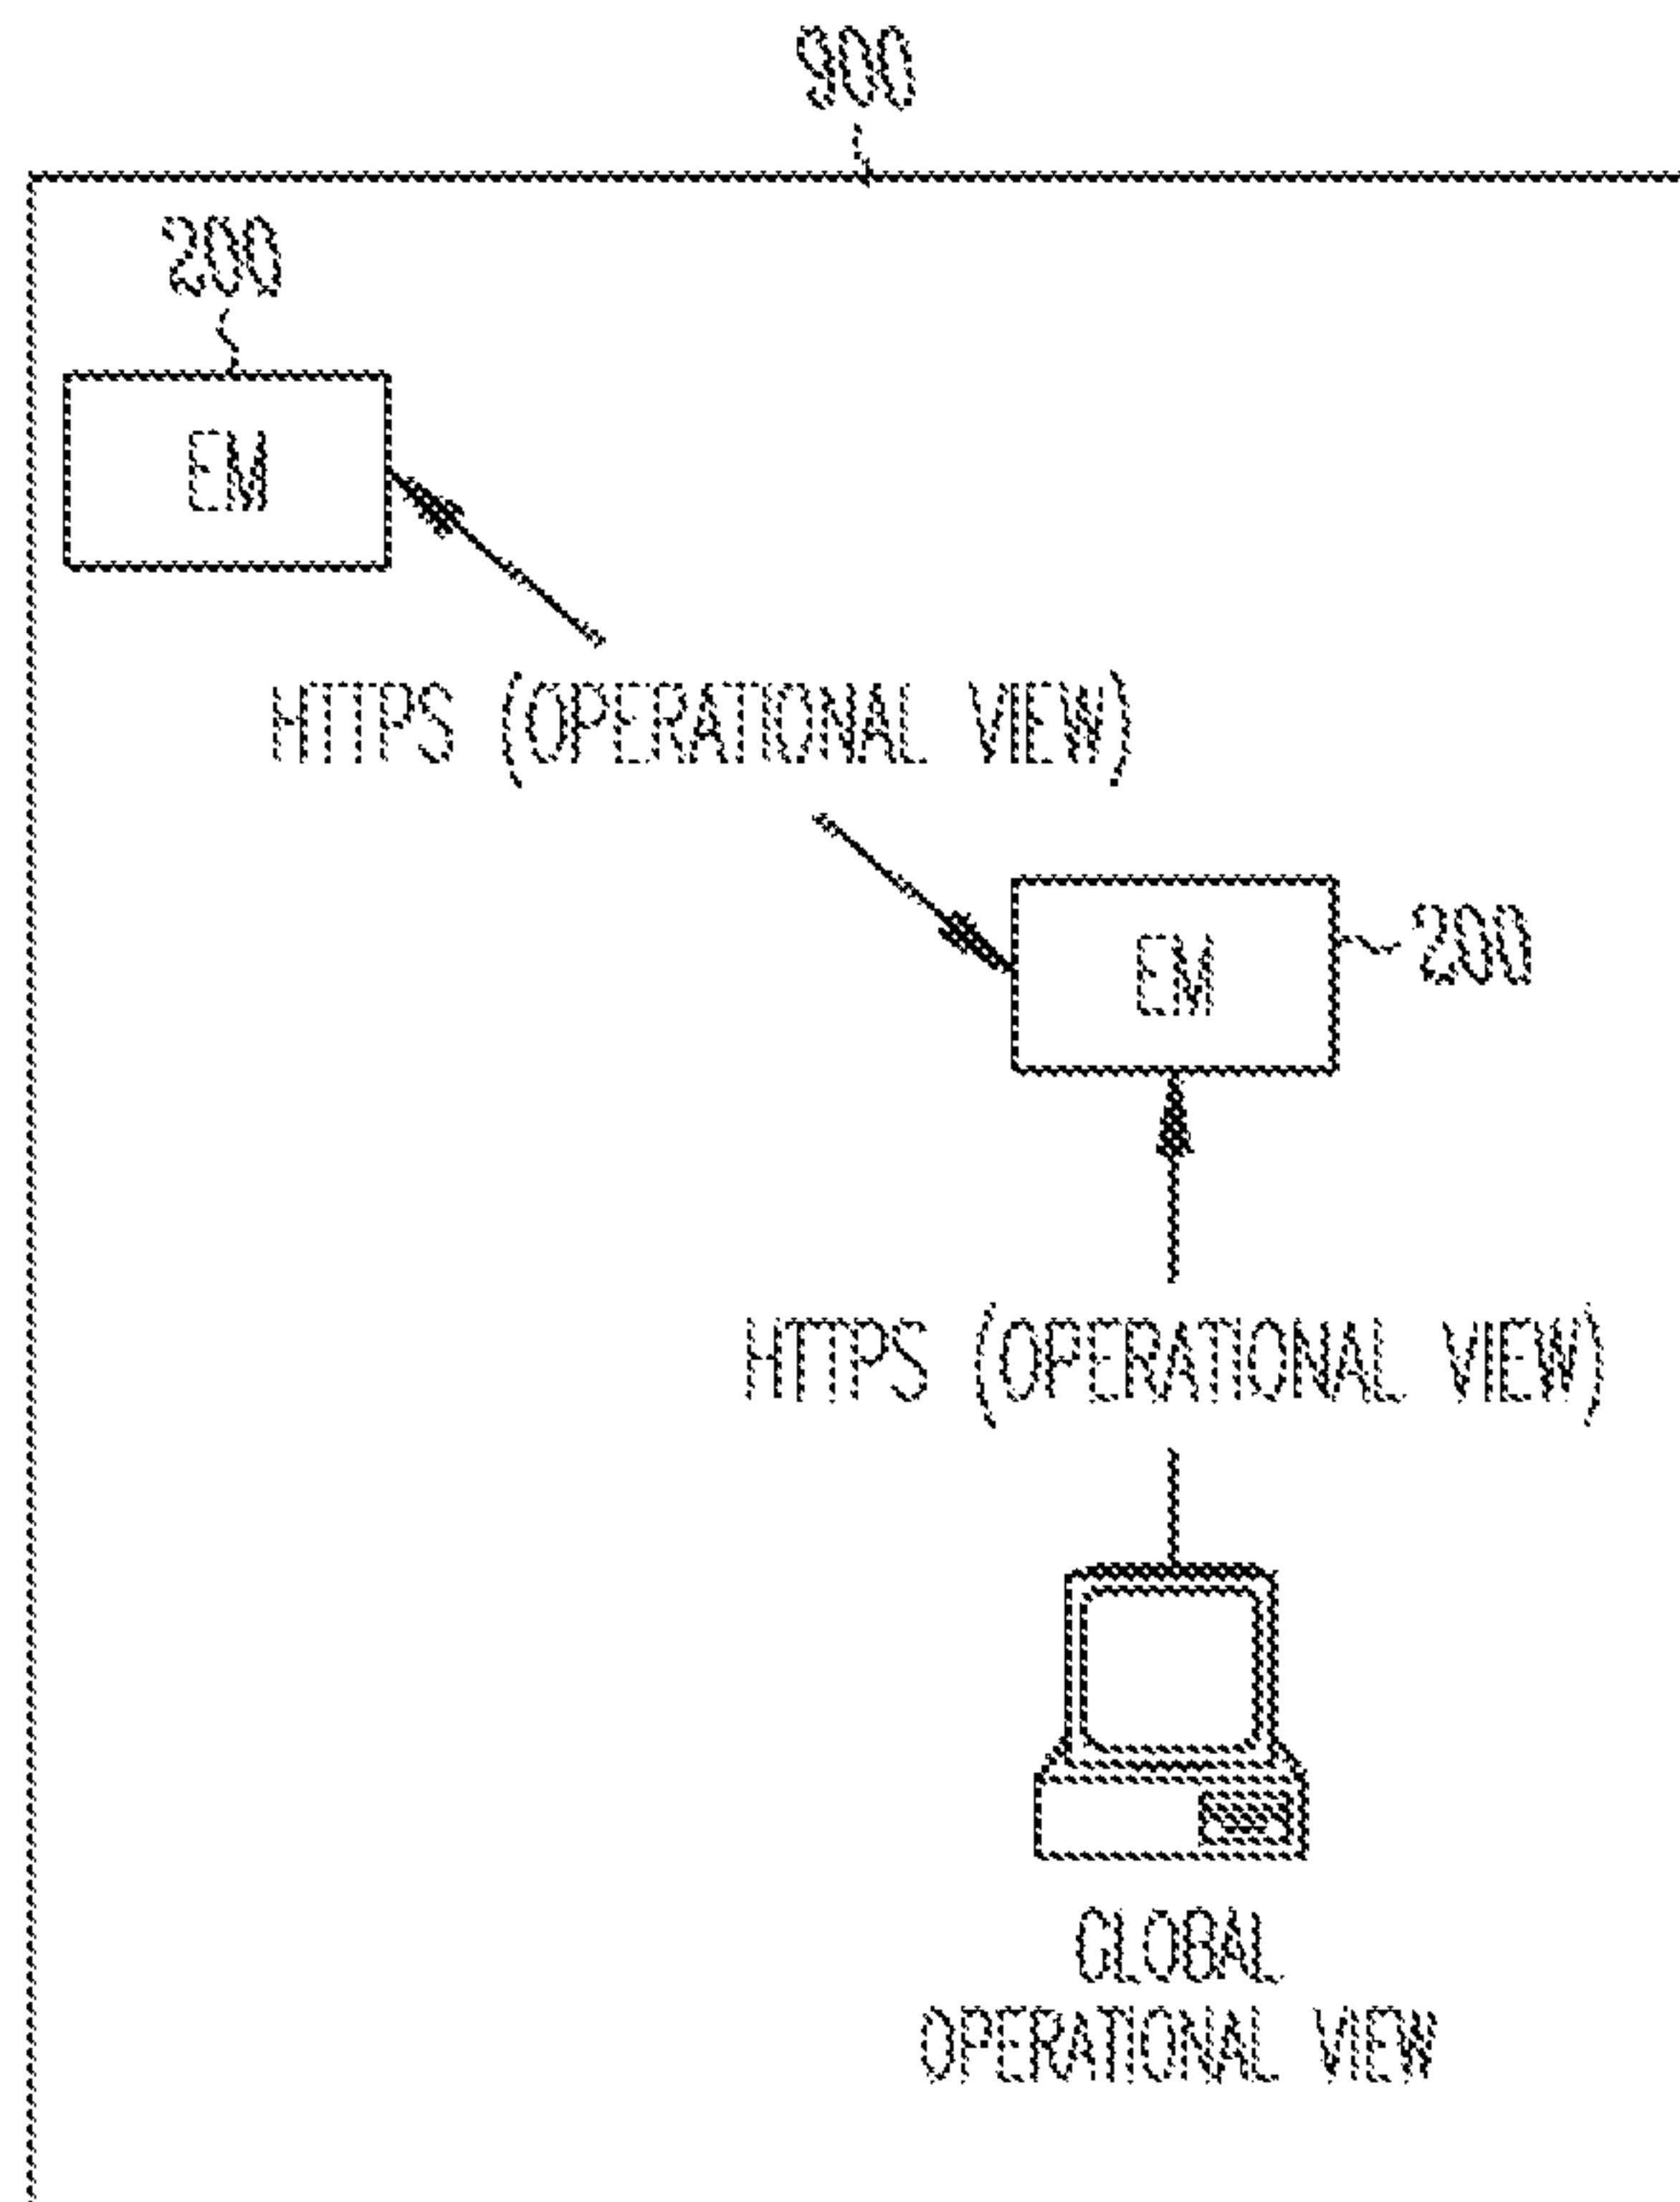 900
200
EM
HTTPS (OPERATIONAL VIEW)
EM
200
HTTPS (OPERATIONAL VIEW)
GLOBAL
OPERATIONAL VIEW